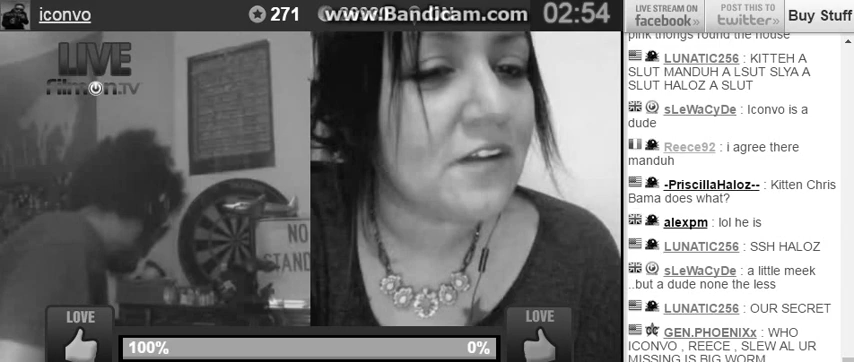 iconvo
271
www.Bandicam.com
02:54
LIVE STREAM ON
facebook»
POST THIS TO
twitter»
Buy Stuff
LIVE
FilmOn.TV
NO
STAND
LOVE
LOVE
100%
0%
pink thongs round the house
LUNATIC256 : KITTEH A
SLUT MANDUH A LSUT SLYA A
SLUT HALOZ A SLUT
sLeWaCyDe : Iconvo is a
dude
Reece92 : i agree there
manduh
-PriscillaHaloz-- : Kitten Chris
Bama does what?
alexpm : lol he is
LUNATIC256 : SSH HALOZ
sLeWaCyDe : a little meek
..but a dude none the less
LUNATIC256 : OUR SECRET
GEN.PHOENIXx : WHO
ICONVO , REECE , SLEW AL UR
MISSING IS BIG WORM